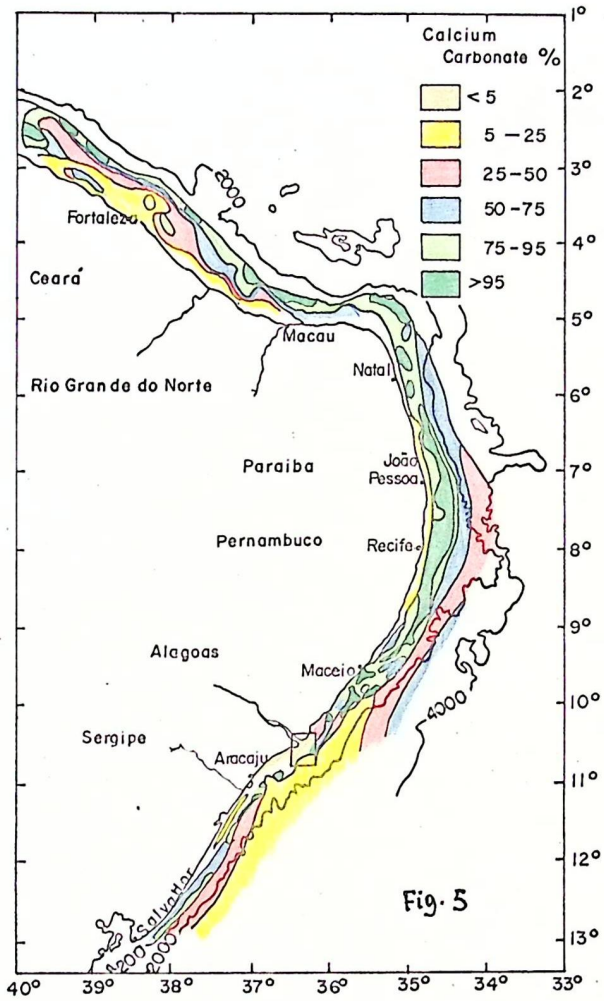 Calcium
Carbonate %
< 5
5 – 25
25 – 50
50 – 75
75 – 95
>95
1°
2°
3°
4°
5°
6°
7°
8°
9°
10°
11°
12°
13°
2000
Fortaleza
Ceará
Macau
Rio Grande do Norte
Natal
João
Pessoa
Paraiba
Pernambuco
Recife
Alagoas
Maceio
4000
Sergipe
Aracaju
Salvador
200
2000
Fig. 5
40° 39° 38° 37° 36° 35° 34° 33°